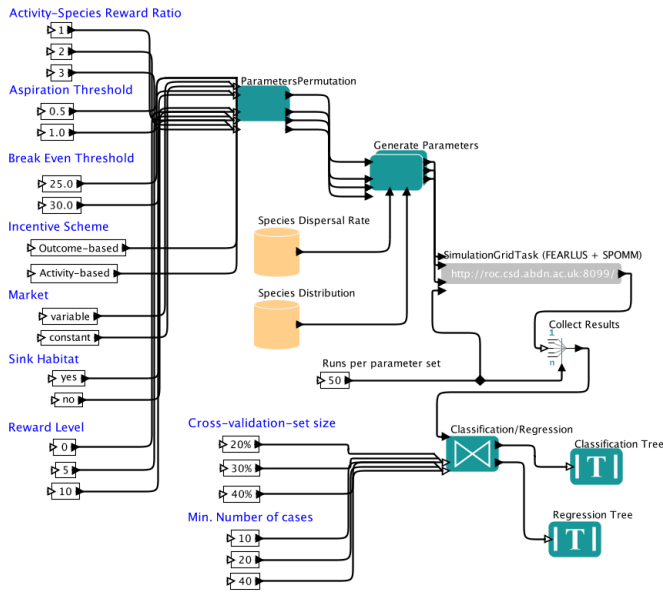 Activity-Species Reward Ratio
1
2
3
Aspiration Threshold
0.5
1.0
Break Even Threshold
25.0
30.0
Incentive Scheme
Outcome-based
Activity-based
Market
variable
constant
Sink Habitat
yes
no
Reward Level
0
5
10
ParametersPermutation
Generate Parameters
Species Dispersal Rate
Species Distribution
SimulationGridTask (FEARLUS + SPOMM)
http://roc.csd.abdn.ac.uk:8099/
Collect Results
1
n
Runs per parameter set
50
Cross-validation-set size
20%
30%
40%
Min. Number of cases
10
20
40
Classification/Regression
Classification Tree
T
Regression Tree
T